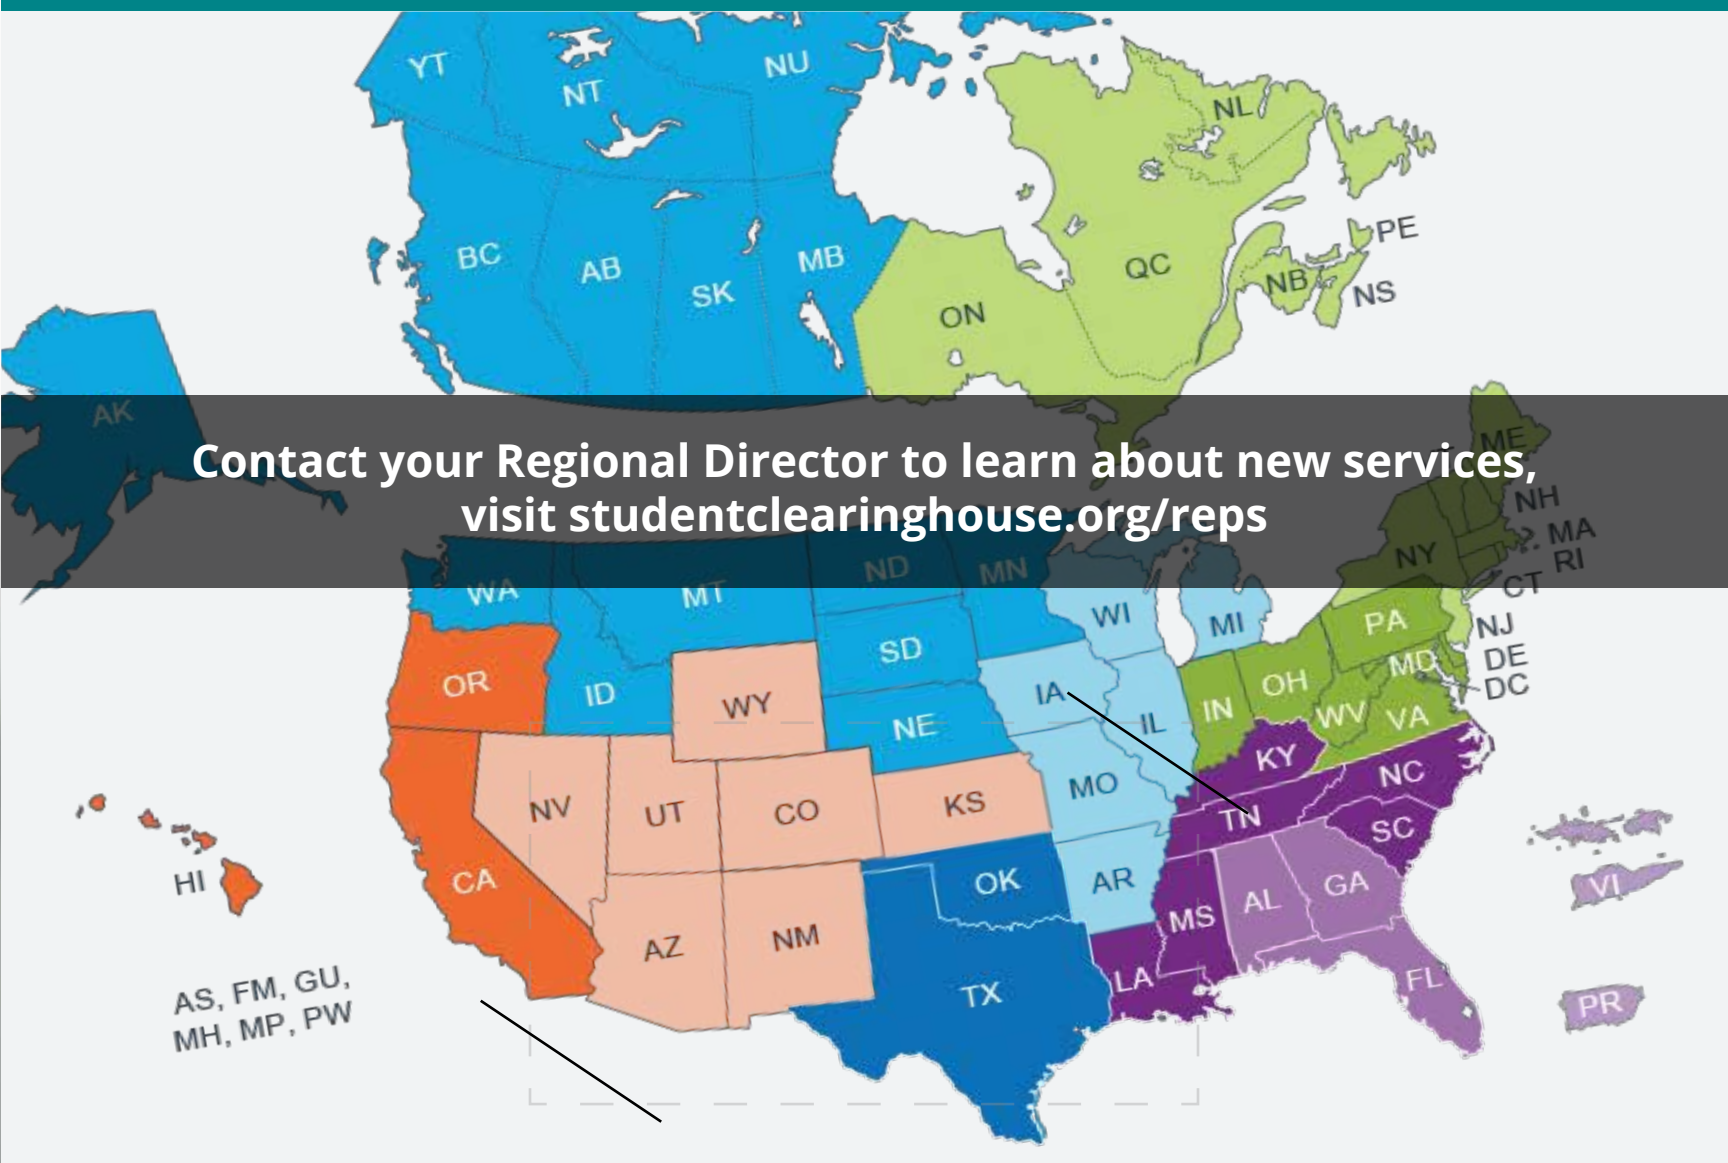 YT
NT
NU
NL
BC
AB
SK
MB
ON
QC
NB
PE
NS
AK
ME
Contact your Regional Director to learn about new services,
visit studentclearinghouse.org/reps
NH
MA
RI
CT
NY
WA
MT
ND
MN
WI
MI
PA
NJ
OR
ID
WY
SD
NE
IA
IL
IN
OH
MD
DE
DC
WV
VA
KY
NC
NV
UT
CO
KS
MO
TN
SC
HI
CA
AZ
NM
OK
AR
MS
AL
GA
VI
AS, FM, GU,
MH, MP, PW
TX
LA
FL
PR